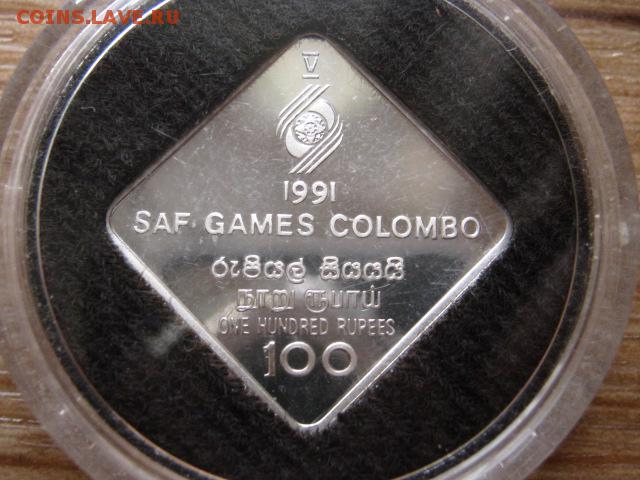 COINS.LAVE.RU
V
1991
SAF GAMES COLOMBO
රුපියල් සියයයි
நூறு ரூபாய்
ONE HUNDRED RUPEES
100